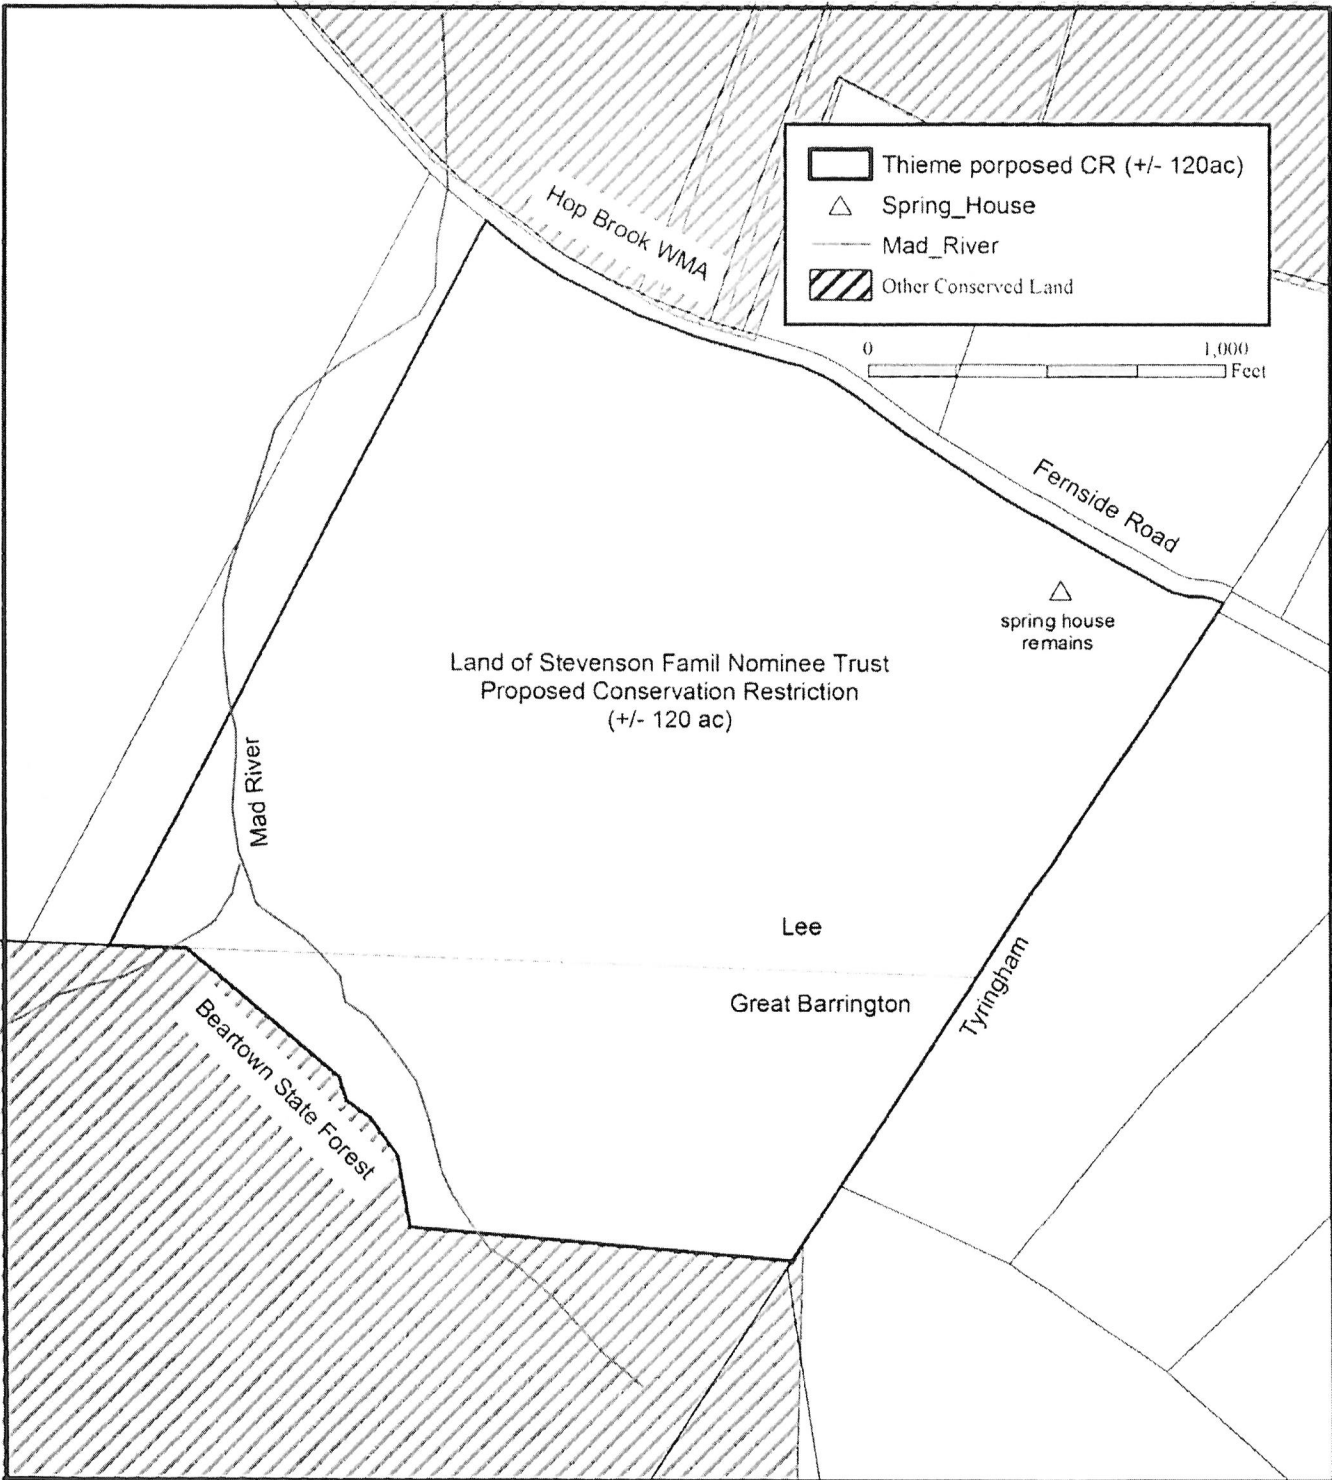 Hop Brook WMA
Thieme porposed CR (+/- 120ac)
Spring_House
Mad_River
Other Conserved Land
0 1,000
Feet
Fernside Road
spring house
remains
Land of Stevenson Famil Nominee Trust
Proposed Conservation Restriction
(+/- 120 ac)
Mad River
Lee
Great Barrington
Tyringham
Beartown State Forest